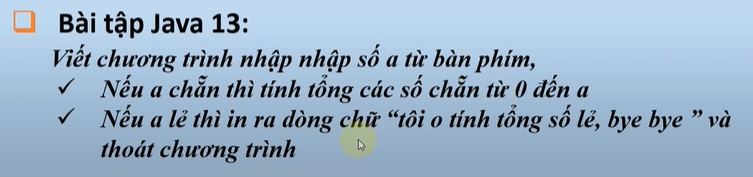 Bài tập Java 13:
Viết chương trình nhập nhập số a từ bàn phím,
✓ Nếu a chẵn thì tính tổng các số chẵn từ 0 đến a
✓ Nếu a lẻ thì in ra dòng chữ “tôi o tính tổng số lẻ, bye bye ” và
thoát chương trình